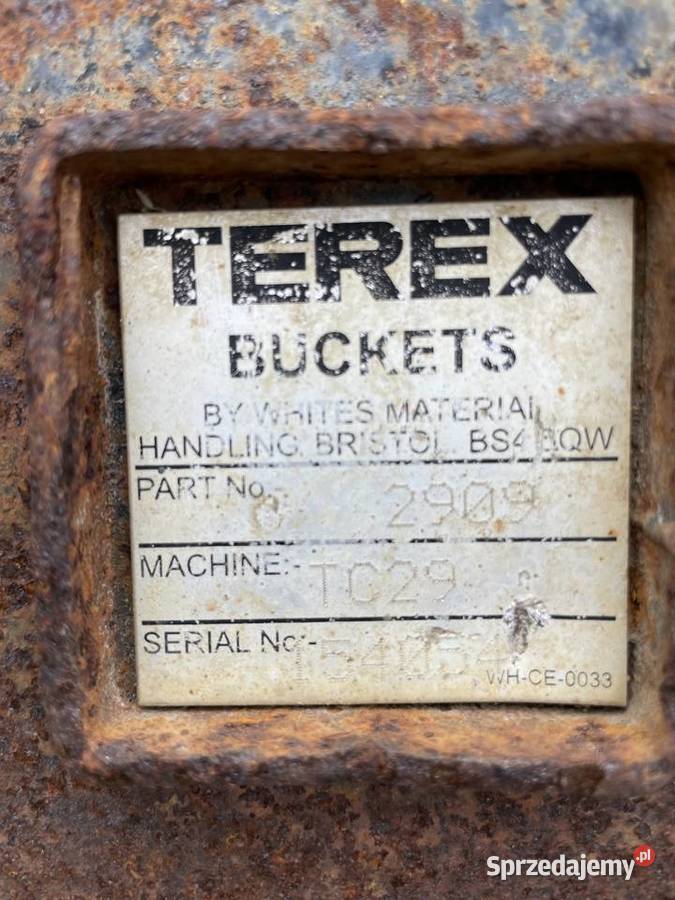 TEREX
BUCKETS
BY WHITES MATERIAL
HANDLING, BRISTOL. BS4
PART No.- 2909
MACHINE:- TC29
SERIAL No:-
WH-CE-0033
Sprzedajemy.pl